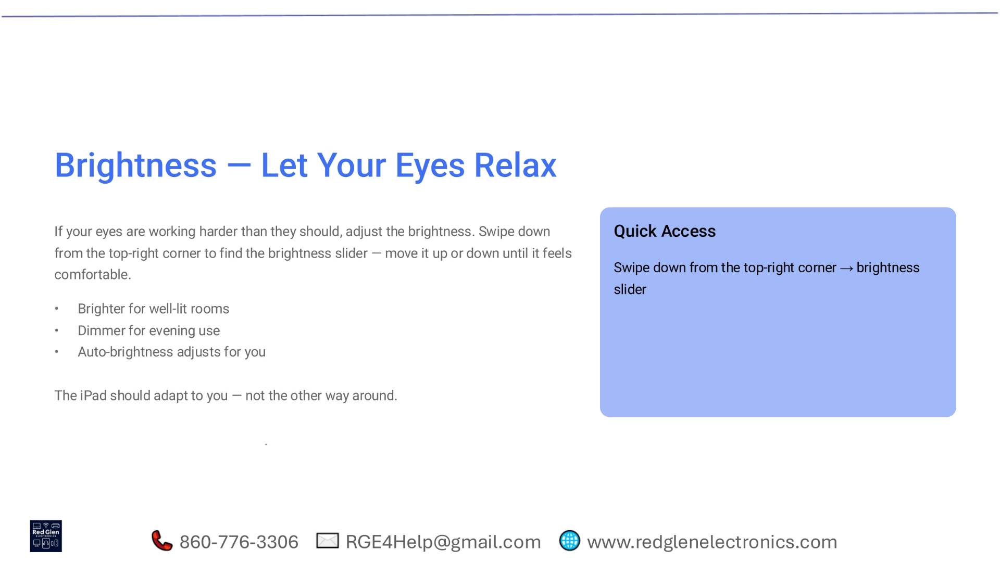 Brightness — Let Your Eyes Relax
If your eyes are working harder than they should, adjust the brightness. Swipe down
from the top-right corner to find the brightness slider — move it up or down until it feels
comfortable.
• Brighter for well-lit rooms
• Dimmer for evening use
• Auto-brightness adjusts for you
The iPad should adapt to you — not the other way around.
.
Quick Access
Swipe down from the top-right corner → brightness
slider
Red Glen
ELECTRONICS
860-776-3306 RGE4Help@gmail.com www.redglenelectronics.com